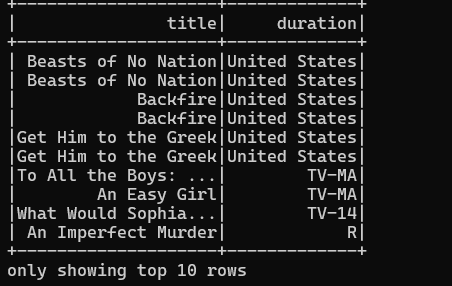 +--------------------+-------------+
|               title|     duration|
+--------------------+-------------+
| Beasts of No Nation|United States|
| Beasts of No Nation|United States|
|            Backfire|United States|
|            Backfire|United States|
|Get Him to the Greek|United States|
|Get Him to the Greek|United States|
|To All the Boys: ...|        TV-MA|
|        An Easy Girl|        TV-MA|
|What Would Sophia...|        TV-14|
| An Imperfect Murder|            R|
+--------------------+-------------+
only showing top 10 rows